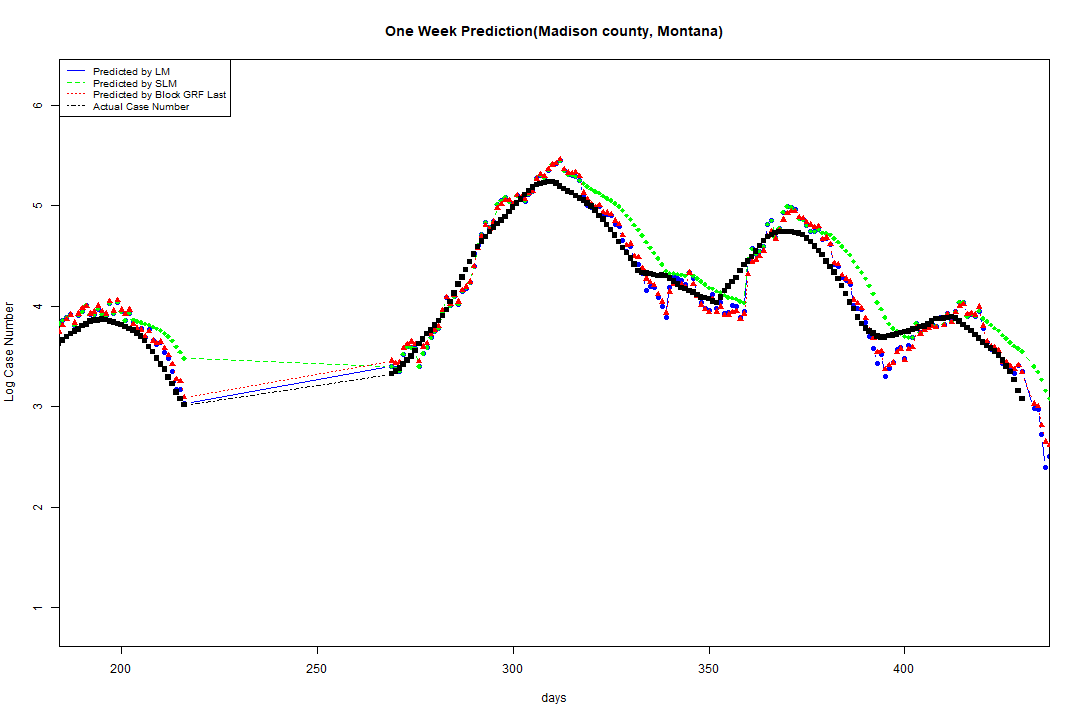 One Week Prediction(Madison county, Montana)
Predicted by LM
Predicted by SLM
Predicted by Block GRF Last
Actual Case Number
6
5
4
3
2
1
Log Case Number
200 250 300 350 400
days